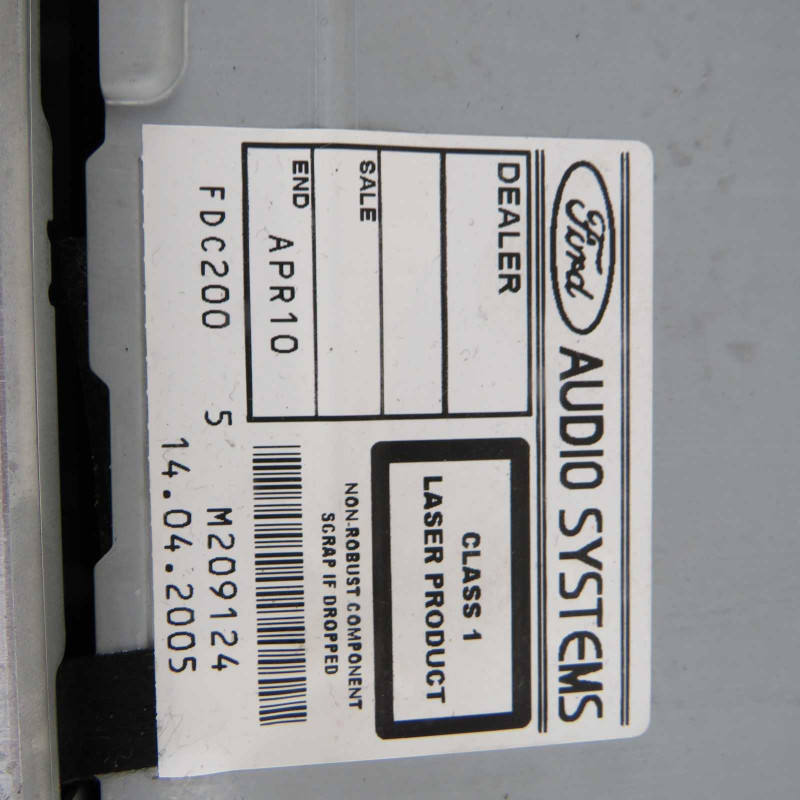 Ford AUDIO SYSTEMS
DEALER
SALE
END APR10
CLASS 1
LASER PRODUCT
NON-ROBUST COMPONENT
SCRAP IF DROPPED
FDC200 5 M209124
14.04.2005